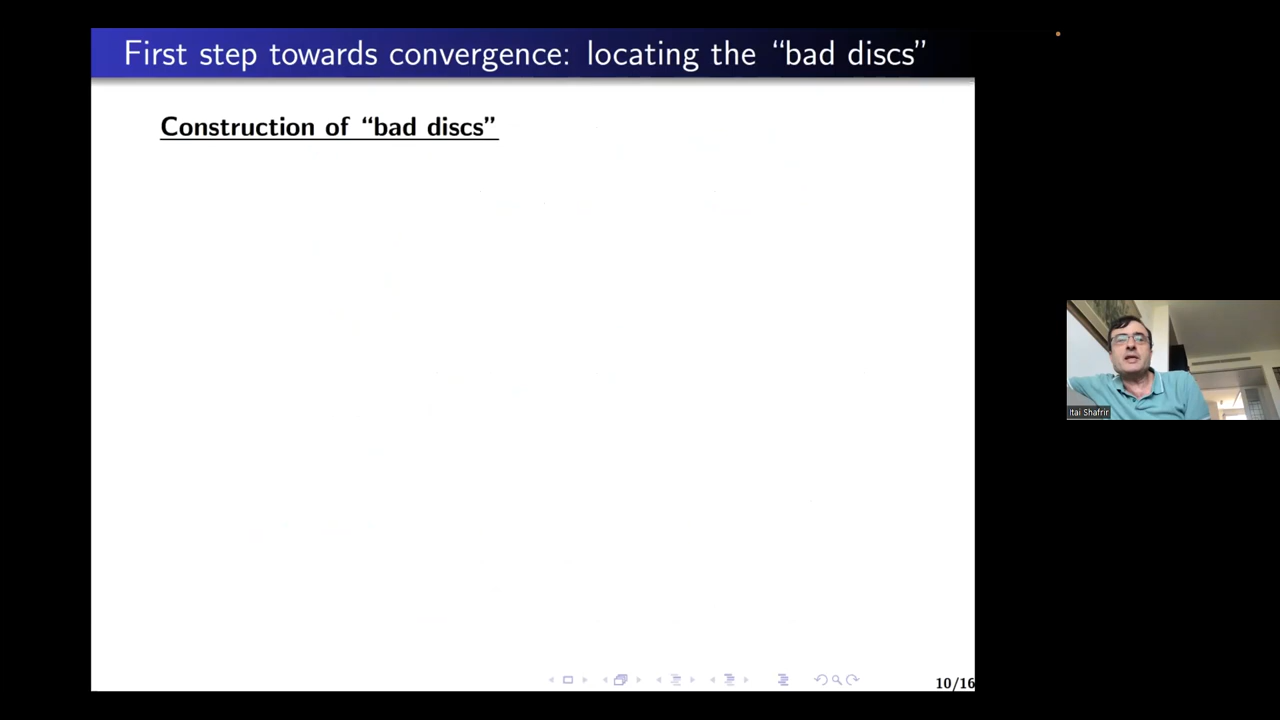 First step towards convergence: locating the “bad discs”
Construction of “bad discs”
Itai Shafrir
10/16